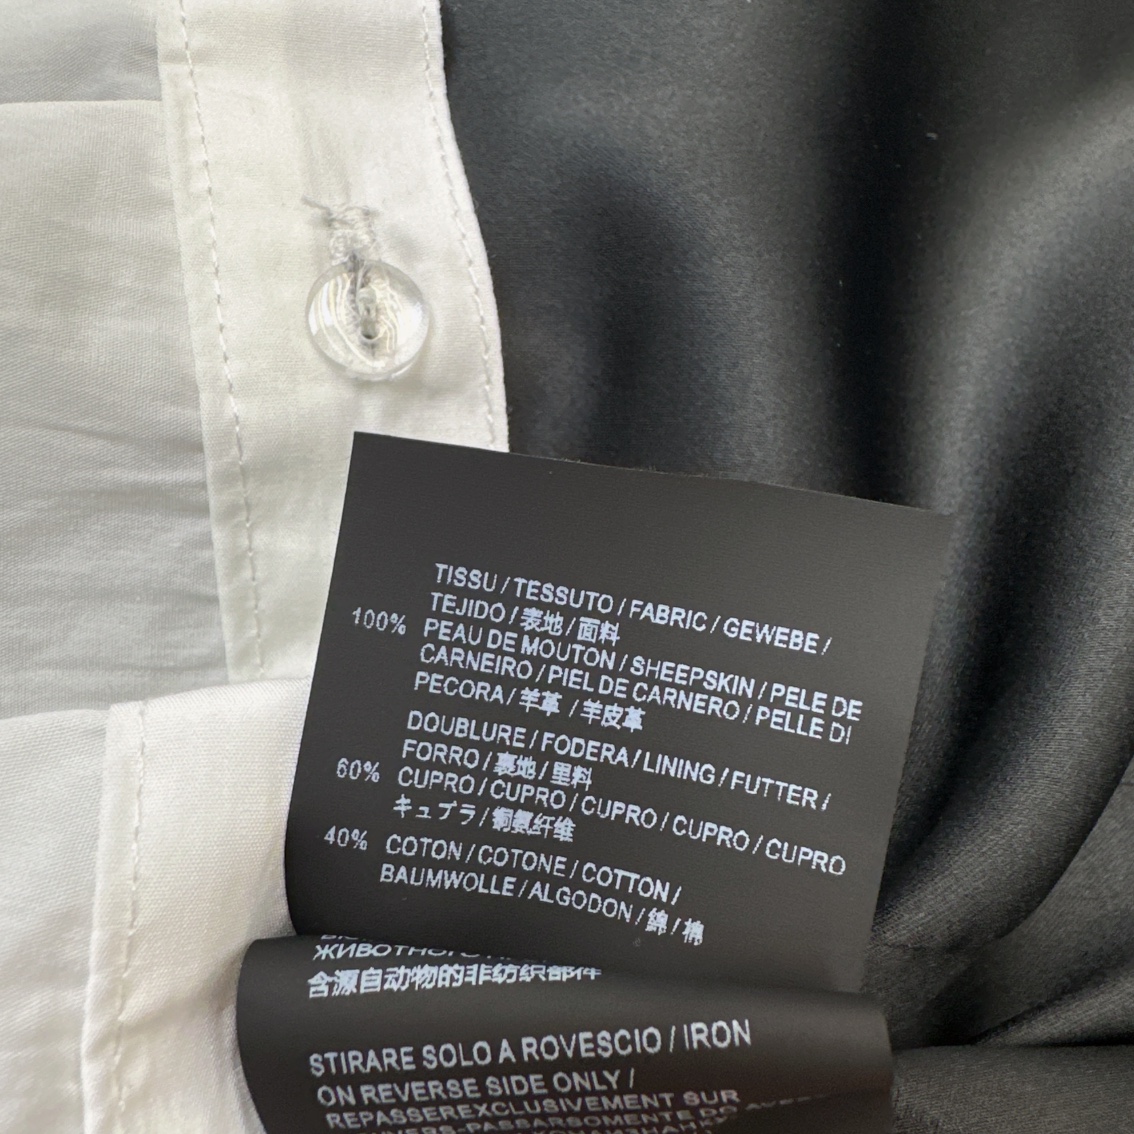 TISSU / TESSUTO / FABRIC / GEWEBE /
TEJIDO / 表地 / 面料
100% PEAU DE MOUTON / SHEEPSKIN / PELE DE
CARNEIRO / PIEL DE CARNERO / PELLE DI
PECORA / 羊革 / 羊皮革
DOUBLURE / FODERA / LINING / FUTTER /
FORRO / 裏地 / 里料
60% CUPRO / CUPRO / CUPRO / CUPRO / CUPRO
キュプラ / 铜氨纤维
40% COTON / COTONE / COTTON /
BAUMWOLLE / ALGODON / 綿 / 棉
含源自动物的非纺织部件
STIRARE SOLO A ROVESCIO / IRON
ON REVERSE SIDE ONLY /
REPASSEREXCLUSIVEMENT SUR